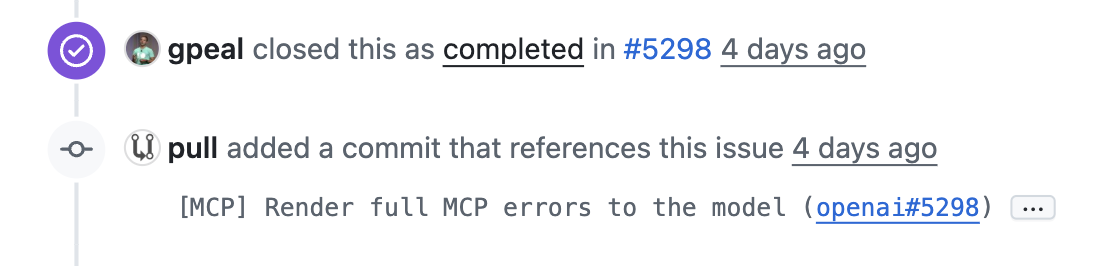 gpeal closed this as completed in #5298 4 days ago
pull added a commit that references this issue 4 days ago
[MCP] Render full MCP errors to the model (openai#5298) ...